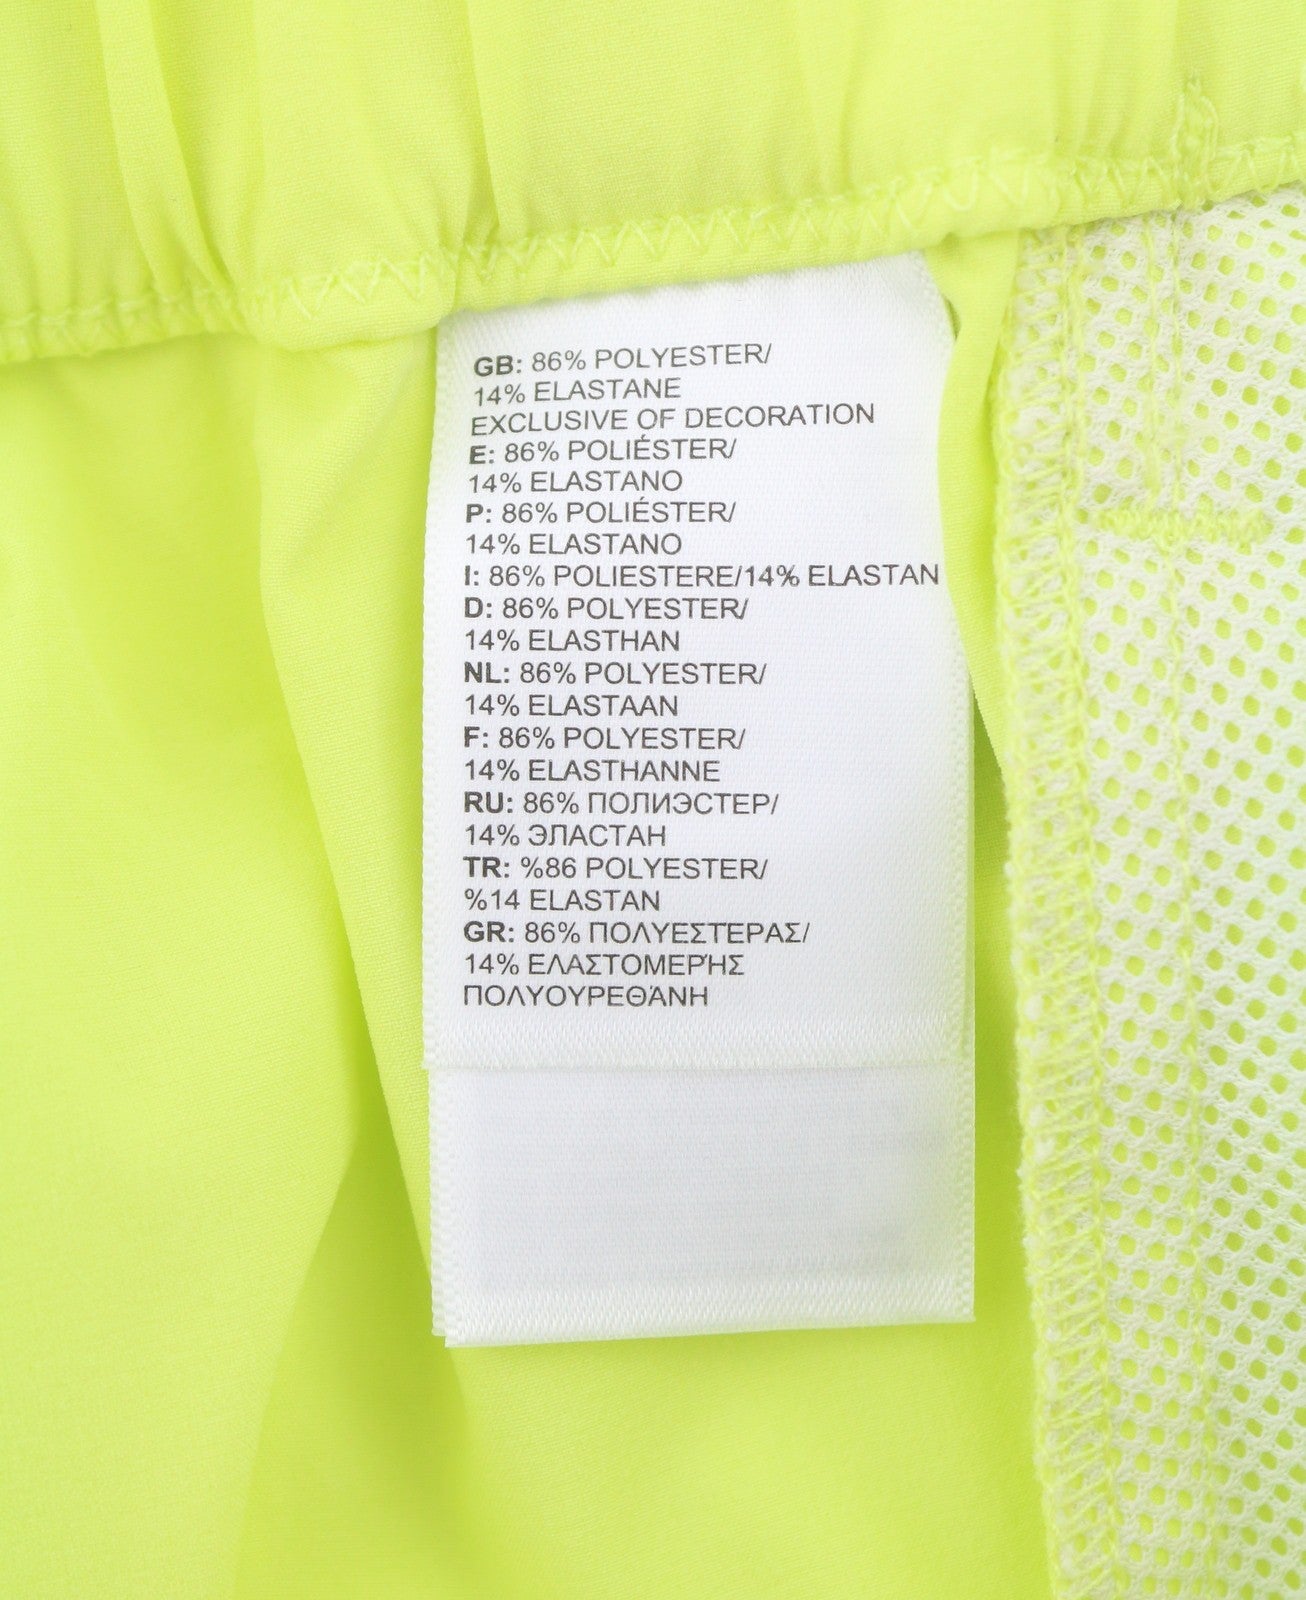 GB: 86% POLYESTER/
14% ELASTANE
EXCLUSIVE OF DECORATION
E: 86% POLIÉSTER/
14% ELASTANO
P: 86% POLIÉSTER/
14% ELASTANO
I: 86% POLIESTERE/14% ELASTAN
D: 86% POLYESTER/
14% ELASTHAN
NL: 86% POLYESTER/
14% ELASTAAN
F: 86% POLYESTER/
14% ELASTHANNE
RU: 86% ПОЛИЭСТЕР/
14% ЭЛАСТАН
TR: %86 POLYESTER/
%14 ELASTAN
GR: 86% ΠΟΛΥΕΣΤΕΡΑΣ/
14% ΕΛΑΣΤΟΜΕΡΉΣ
ΠΟΛΥΟΥΡΕΘΆΝΗ